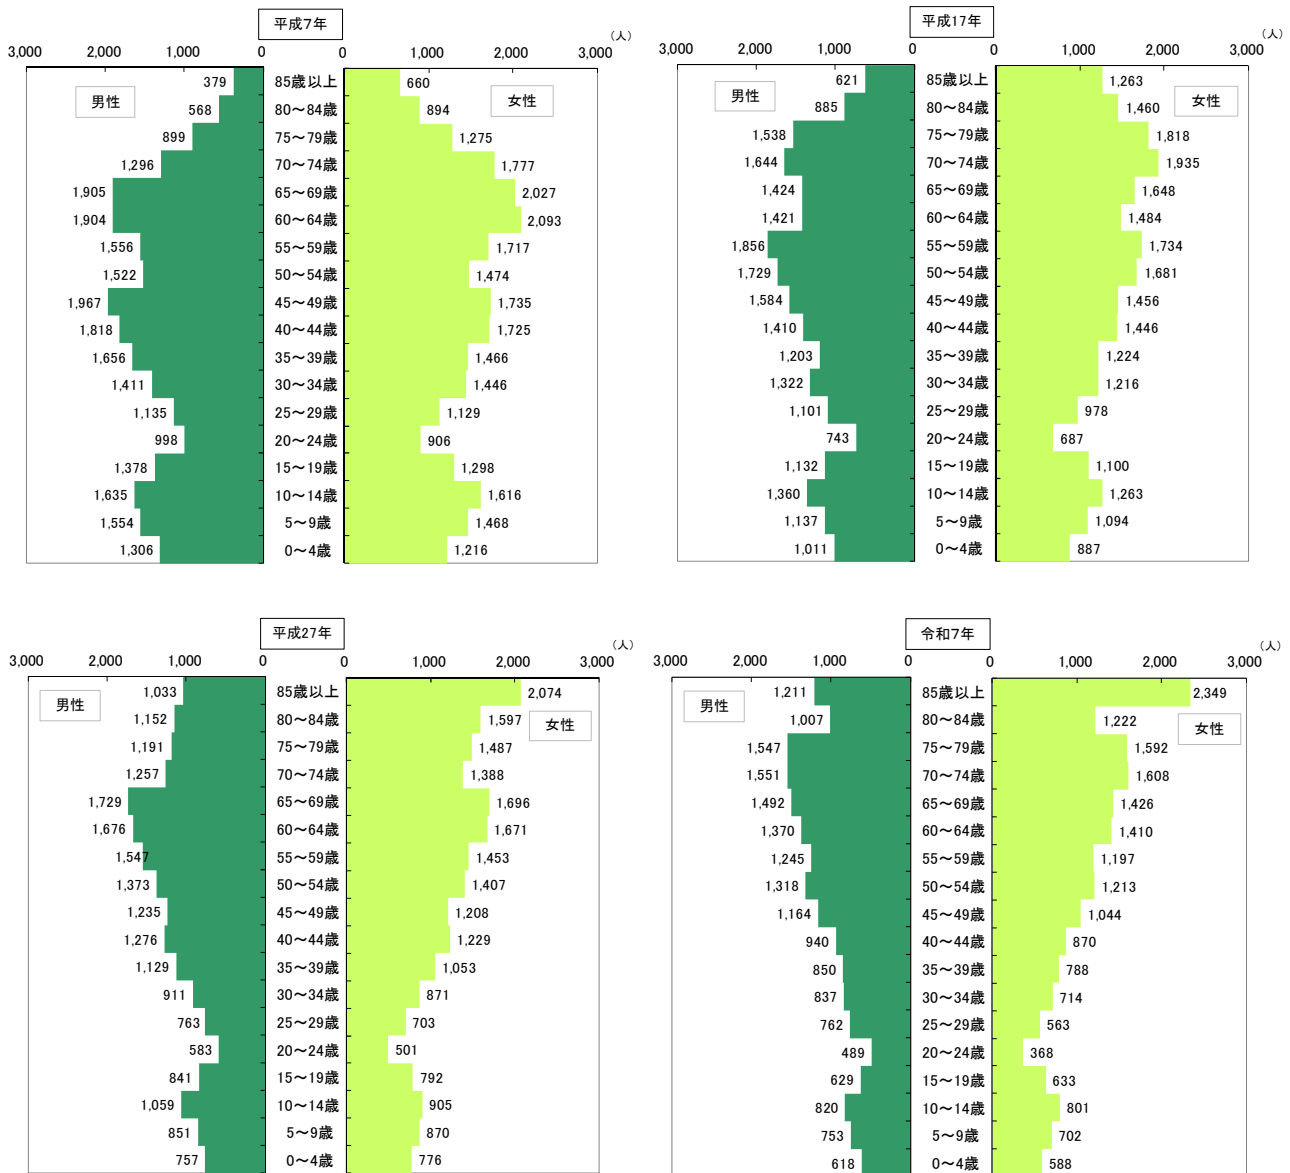 平成7年
(人)
3,000 2,000 1,000 0 0 1,000 2,000 3,000
男性 女性
379 85歳以上 660
568 80～84歳 894
899 75～79歳 1,275
1,296 70～74歳 1,777
1,905 65～69歳 2,027
1,904 60～64歳 2,093
1,556 55～59歳 1,717
1,522 50～54歳 1,474
1,967 45～49歳 1,735
1,818 40～44歳 1,725
1,656 35～39歳 1,466
1,411 30～34歳 1,446
1,135 25～29歳 1,129
998 20～24歳 906
1,378 15～19歳 1,298
1,635 10～14歳 1,616
1,554 5～9歳 1,468
1,306 0～4歳 1,216
平成17年
(人)
3,000 2,000 1,000 0 0 1,000 2,000 3,000
男性 女性
621 85歳以上 1,263
885 80～84歳 1,460
1,538 75～79歳 1,818
1,644 70～74歳 1,935
1,424 65～69歳 1,648
1,421 60～64歳 1,484
1,856 55～59歳 1,734
1,729 50～54歳 1,681
1,584 45～49歳 1,456
1,410 40～44歳 1,446
1,203 35～39歳 1,224
1,322 30～34歳 1,216
1,101 25～29歳 978
743 20～24歳 687
1,132 15～19歳 1,100
1,360 10～14歳 1,263
1,137 5～9歳 1,094
1,011 0～4歳 887
平成27年
(人)
3,000 2,000 1,000 0 0 1,000 2,000 3,000
男性 女性
1,033 85歳以上 2,074
1,152 80～84歳 1,597
1,191 75～79歳 1,487
1,257 70～74歳 1,388
1,729 65～69歳 1,696
1,676 60～64歳 1,671
1,547 55～59歳 1,453
1,373 50～54歳 1,407
1,235 45～49歳 1,208
1,276 40～44歳 1,229
1,129 35～39歳 1,053
911 30～34歳 871
763 25～29歳 703
583 20～24歳 501
841 15～19歳 792
1,059 10～14歳 905
851 5～9歳 870
757 0～4歳 776
令和7年
(人)
3,000 2,000 1,000 0 0 1,000 2,000 3,000
男性 女性
1,211 85歳以上 2,349
1,007 80～84歳 1,222
1,547 75～79歳 1,592
1,551 70～74歳 1,608
1,492 65～69歳 1,426
1,370 60～64歳 1,410
1,245 55～59歳 1,197
1,318 50～54歳 1,213
1,164 45～49歳 1,044
940 40～44歳 870
850 35～39歳 788
837 30～34歳 714
762 25～29歳 563
489 20～24歳 368
629 15～19歳 633
820 10～14歳 801
753 5～9歳 702
618 0～4歳 588